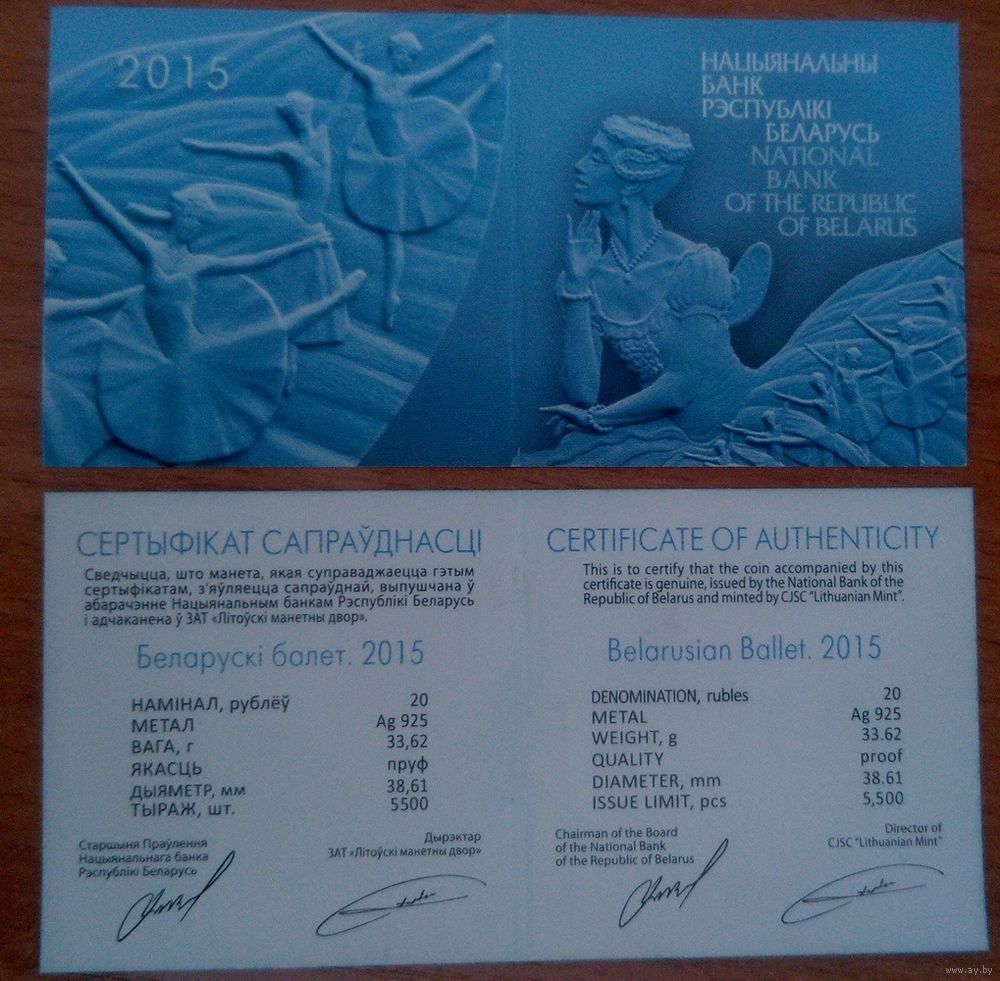 2015
НАЦЫЯНАЛЬНЫ
БАНК
РЭСПУБЛІКІ
БЕЛАРУСЬ
NATIONAL
BANK
OF THE REPUBLIC
OF BELARUS
СЕРТЫФІКАТ САПРАЎДНАСЦІ
Сведчыцца, што манета, якая суправаджаецца гэтым
сертыфікатам, з'яўляецца сапраўднай, выпушчана ў
абарачэнне Нацыянальным банкам Рэспублікі Беларусь
і адчаканена ў ЗАТ «Літоўскі манетны двор».
Беларускі балет. 2015
НАМІНАЛ, рублёў 20
МЕТАЛ Ag 925
ВАГА, г 33,62
ЯКАСЦЬ пруф
ДЫЯМЕТР, мм 38,61
ТЫРАЖ, шт. 5500
Старшыня Праўлення
Нацыянальнага банка
Рэспублікі Беларусь
Дырэктар
ЗАТ «Літоўскі манетны двор»
CERTIFICATE OF AUTHENTICITY
This is to certify that the coin accompanied by this
certificate is genuine, issued by the National Bank of the
Republic of Belarus and minted by CJSC "Lithuanian Mint".
Belarusian Ballet. 2015
DENOMINATION, rubles 20
METAL Ag 925
WEIGHT, g 33.62
QUALITY proof
DIAMETER, mm 38.61
ISSUE LIMIT, pcs 5,500
Chairman of the Board
of the National Bank
of the Republic of Belarus
Director of
CJSC "Lithuanian Mint"
www.ay.by